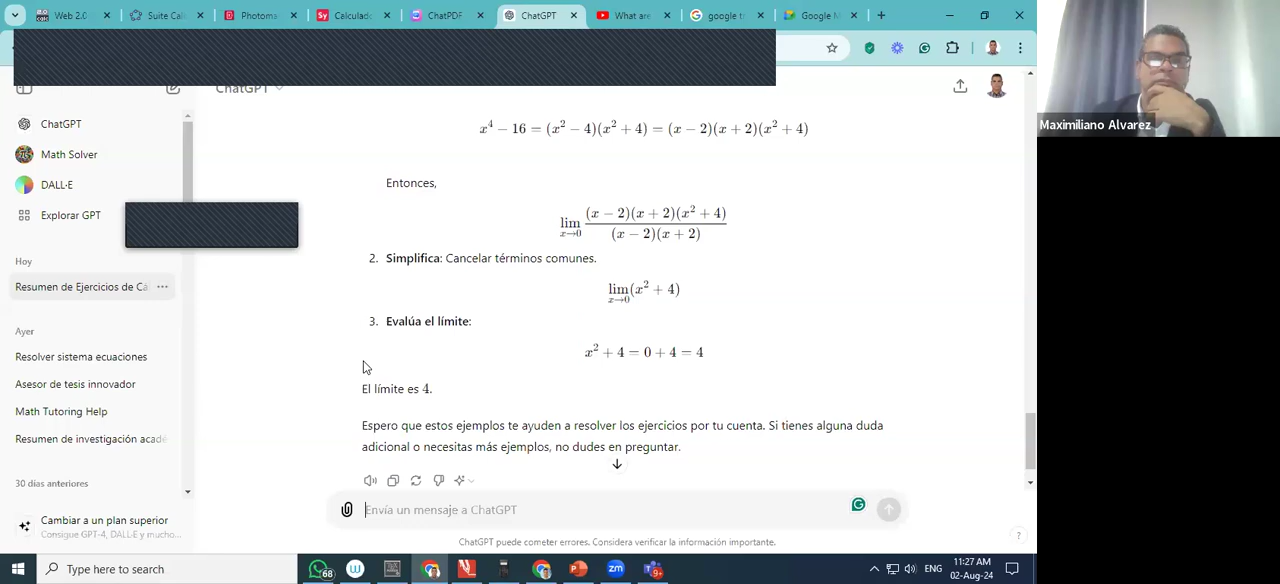 Web 2.0
Suite Cal
Photoma
Calculado
ChatPDF
ChatGPT
What are
google tr
Google M
ChatGPT
ChatGPT
Math Solver
DALL·E
Explorar GPT
Hoy
Resumen de Ejercicios de Cá
Ayer
Resolver sistema ecuaciones
Asesor de tesis innovador
Math Tutoring Help
Resumen de investigación acadé
30 días anteriores
Cambiar a un plan superior
Consigue GPT-4, DALL·E y mucho...
x⁴ − 16 = (x² − 4)(x² + 4) = (x − 2)(x + 2)(x² + 4)
Entonces,
lim x→0 (x − 2)(x + 2)(x² + 4)
(x − 2)(x + 2)
2. Simplifica: Cancelar términos comunes.
lim x→0 (x² + 4)
3. Evalúa el límite:
x² + 4 = 0 + 4 = 4
El límite es 4.
Espero que estos ejemplos te ayuden a resolver los ejercicios por tu cuenta. Si tienes alguna duda
adicional o necesitas más ejemplos, no dudes en preguntar.
Envía un mensaje a ChatGPT
ChatGPT puede cometer errores. Considera verificar la información importante.
?
Maximiliano Alvarez
Type here to search
68
zm
9+
ENG
11:27 AM
02-Aug-24